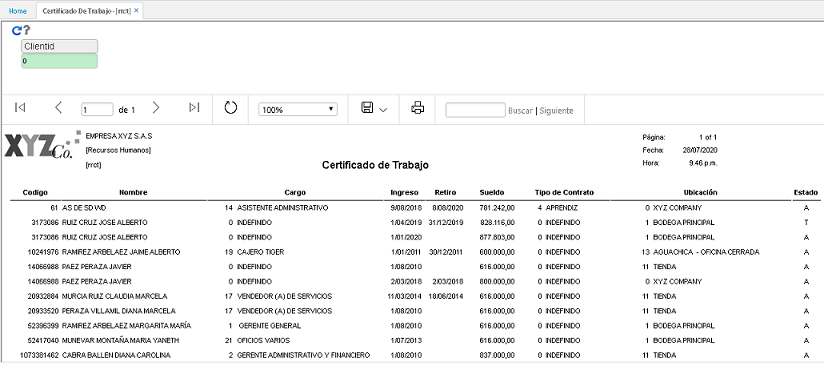 Home Certificado De Trabajo - [rrct] ×
?
Clientid
0
1 de 1 100% Buscar | Siguiente
XYZ Co. EMPRESA XYZ S.A.S Página: 1 of 1
[Recursos Humanos] Fecha: 28/07/2020
[rrct] Hora: 9:46 p.m.
Certificado de Trabajo
Codigo Nombre Cargo Ingreso Retiro Sueldo Tipo de Contrato Ubicación Estado
61 AS DE SD WD 14 ASISTENTE ADMINISTRATIVO 9/08/2018 8/08/2020 781.242,00 4 APRENDIZ 0 XYZ COMPANY A
3173086 RUIZ CRUZ JOSE ALBERTO 0 INDEFINDO 1/04/2019 31/12/2019 828.116,00 0 INDEFINIDO 1 BODEGA PRINCIPAL T
3173086 RUIZ CRUZ JOSE ALBERTO 0 INDEFINDO 1/01/2020 877.803,00 0 INDEFINIDO 1 BODEGA PRINCIPAL A
10241976 RAMIREZ ARBELAEZ JAIME ALBERTO 19 CAJERO TIGER 1/01/2011 30/12/2011 600.000,00 0 INDEFINIDO 13 AGUACHICA - OFICINA CERRADA A
14066988 PAEZ PERAZA JAVIER 0 INDEFINDO 1/08/2010 616.000,00 0 INDEFINIDO 11 TIENDA A
14066988 PAEZ PERAZA JAVIER 0 INDEFINDO 2/03/2018 2/03/2018 800.000,00 0 INDEFINIDO 0 XYZ COMPANY A
20932884 MURCIA RUIZ CLAUDIA MARCELA 17 VENDEDOR (A) DE SERVICIOS 11/03/2014 18/06/2014 616.000,00 0 INDEFINIDO 11 TIENDA A
20933520 PERAZA VILLAMIL DIANA MARCELA 17 VENDEDOR (A) DE SERVICIOS 1/08/2010 616.000,00 0 INDEFINIDO 11 TIENDA A
52396399 RAMIREZ ARBELAEZ MARGARITA MARÍA 1 GERENTE GENERAL 1/08/2010 616.000,00 0 INDEFINIDO 1 BODEGA PRINCIPAL A
52417040 MUNEVAR MONTAÑA MARIA YANETH 21 OFICIOS VARIOS 1/07/2013 616.000,00 0 INDEFINIDO 1 BODEGA PRINCIPAL A
1073381462 CABRA BALLEN DIANA CAROLINA 2 GERENTE ADMINISTRATIVO Y FINANCIERO 1/08/2010 837.000,00 0 INDEFINIDO 11 TIENDA A